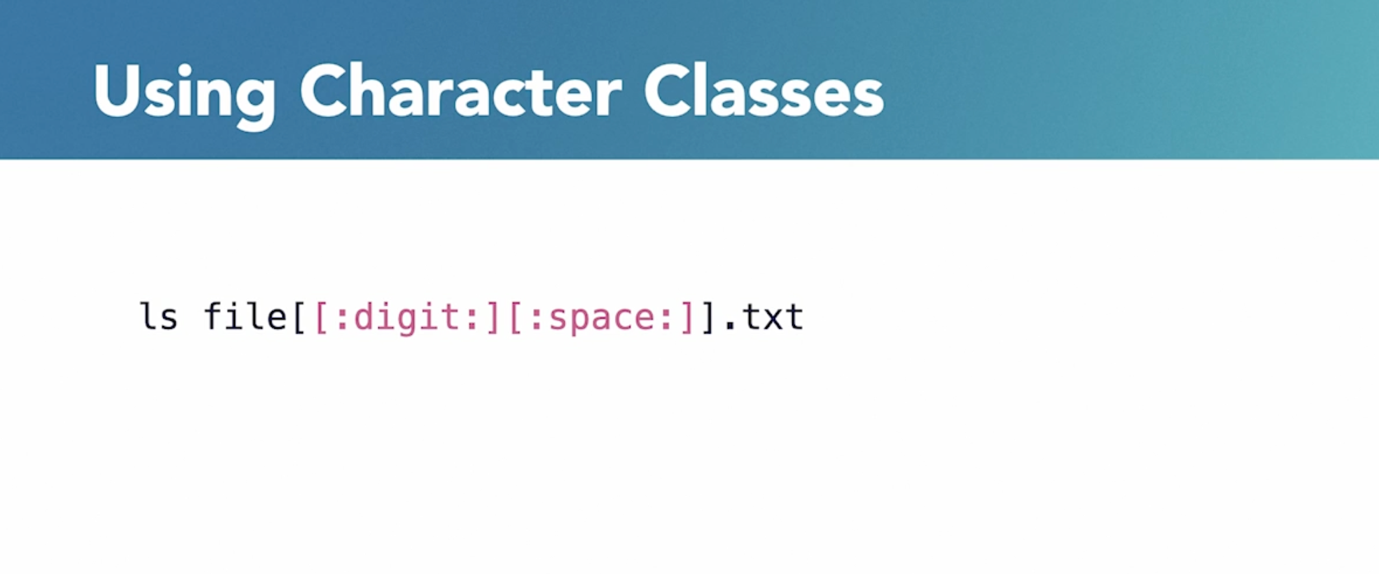 Using Character Classes
ls file[[:digit:][:space:]].txt